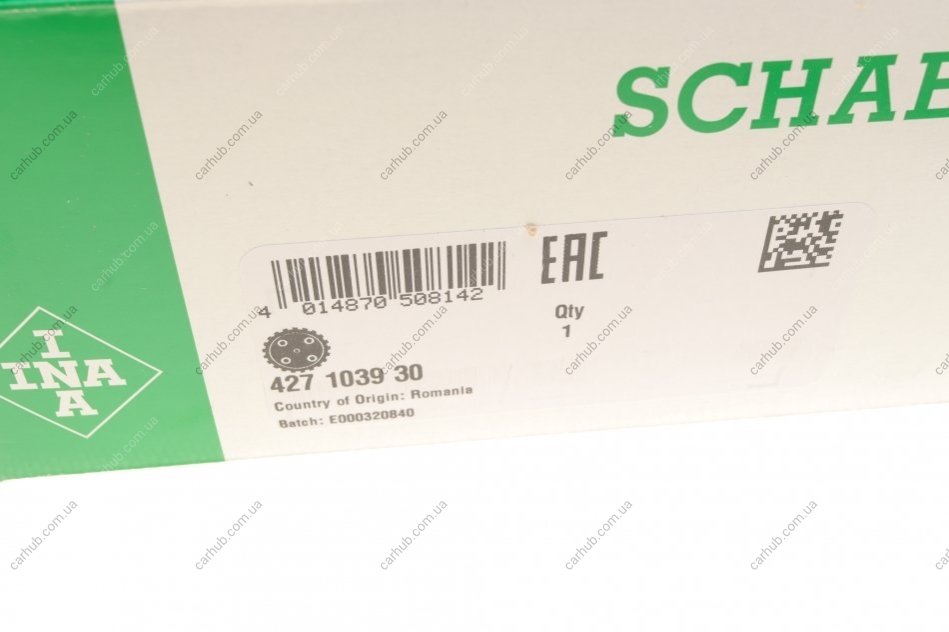 SCHAE
INA
I
INA
A
EAC
4 014870 508142
Qty
1
427 1039 30
Country of Origin: Romania
Batch: E000320840
carhub.com.ua